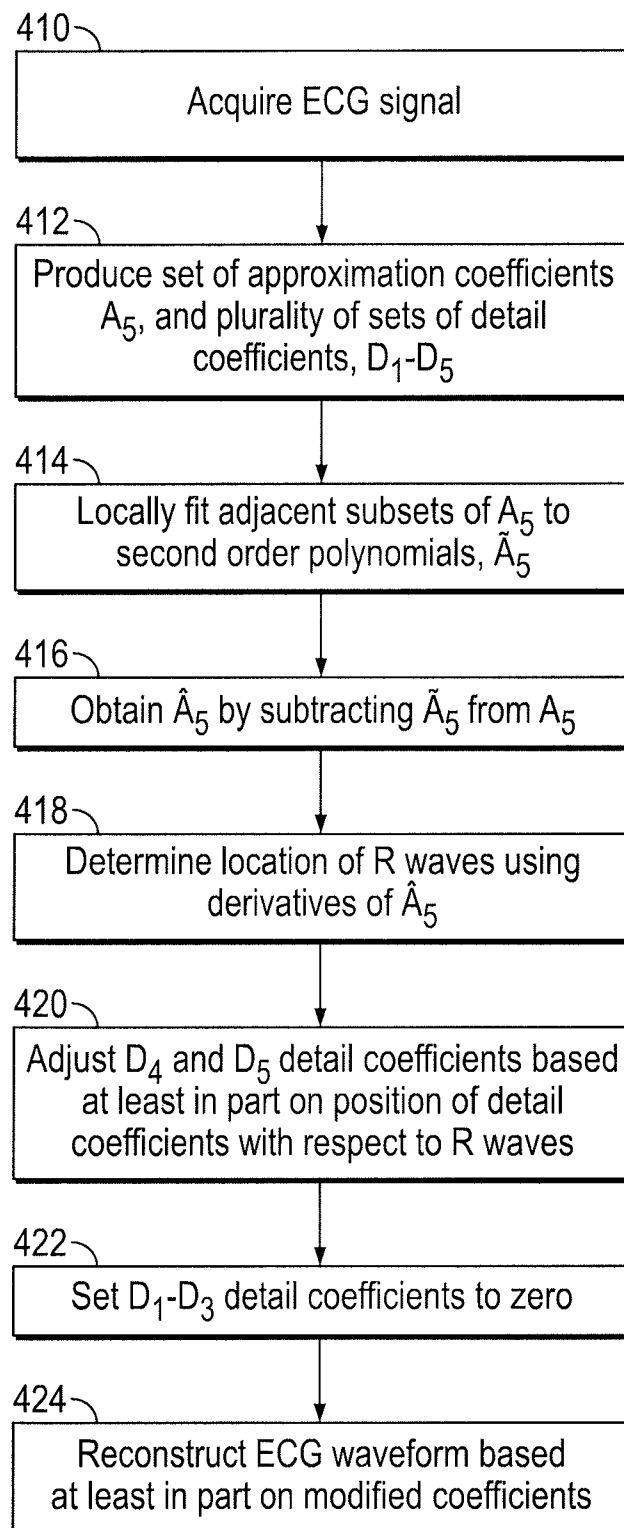 410
Acquire ECG signal
412
Produce set of approximation coefficients
A₅, and plurality of sets of detail
coefficients, D₁-D₅
414
Locally fit adjacent subsets of A₅ to
second order polynomials, Ã₅
416
Obtain Â₅ by subtracting Ã₅ from A₅
418
Determine location of R waves using
derivatives of Â₅
420
Adjust D₄ and D₅ detail coefficients based
at least in part on position of detail
coefficients with respect to R waves
422
Set D₁-D₃ detail coefficients to zero
424
Reconstruct ECG waveform based
at least in part on modified coefficients